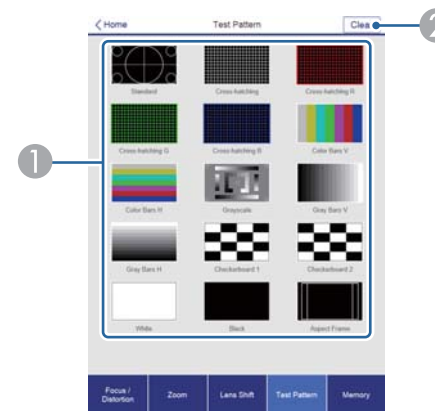 Home Test Pattern Clea
2
Standard Cross-hatching Cross-hatching R
Cross-hatching G Cross-hatching B Color Bars V
1
Color Bars H Grayscale Gray Bars V
Gray Bars H Checkerboard 1 Checkerboard 2
White Black Aspect Frame
Focus / Distortion Zoom Lens Shift Test Pattern Memory